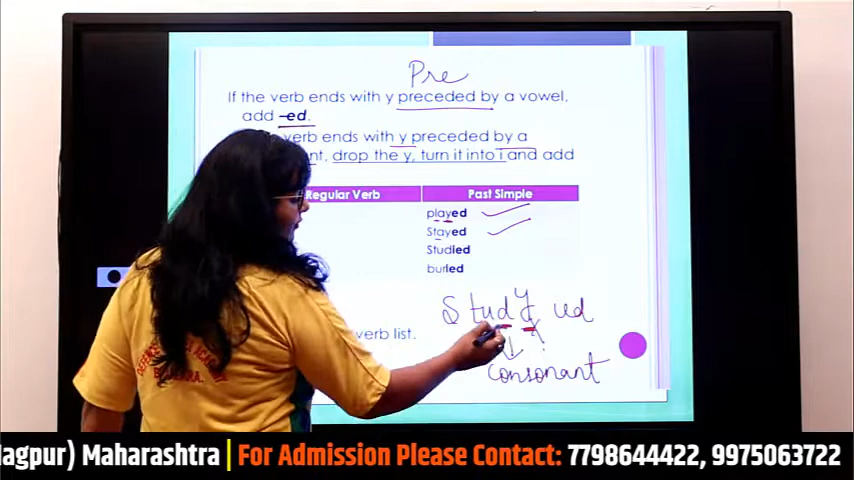 Pre
If the verb ends with y preceded by a vowel,
add –ed.
verb ends with y preceded by a
nt, drop the y, turn it into i and add
Regular Verb Past Simple
played
Stayed
Studied
buried
Study ied
verb list.
consonant
Nagpur) Maharashtra | For Admission Please Contact: 7798644422, 9975063722